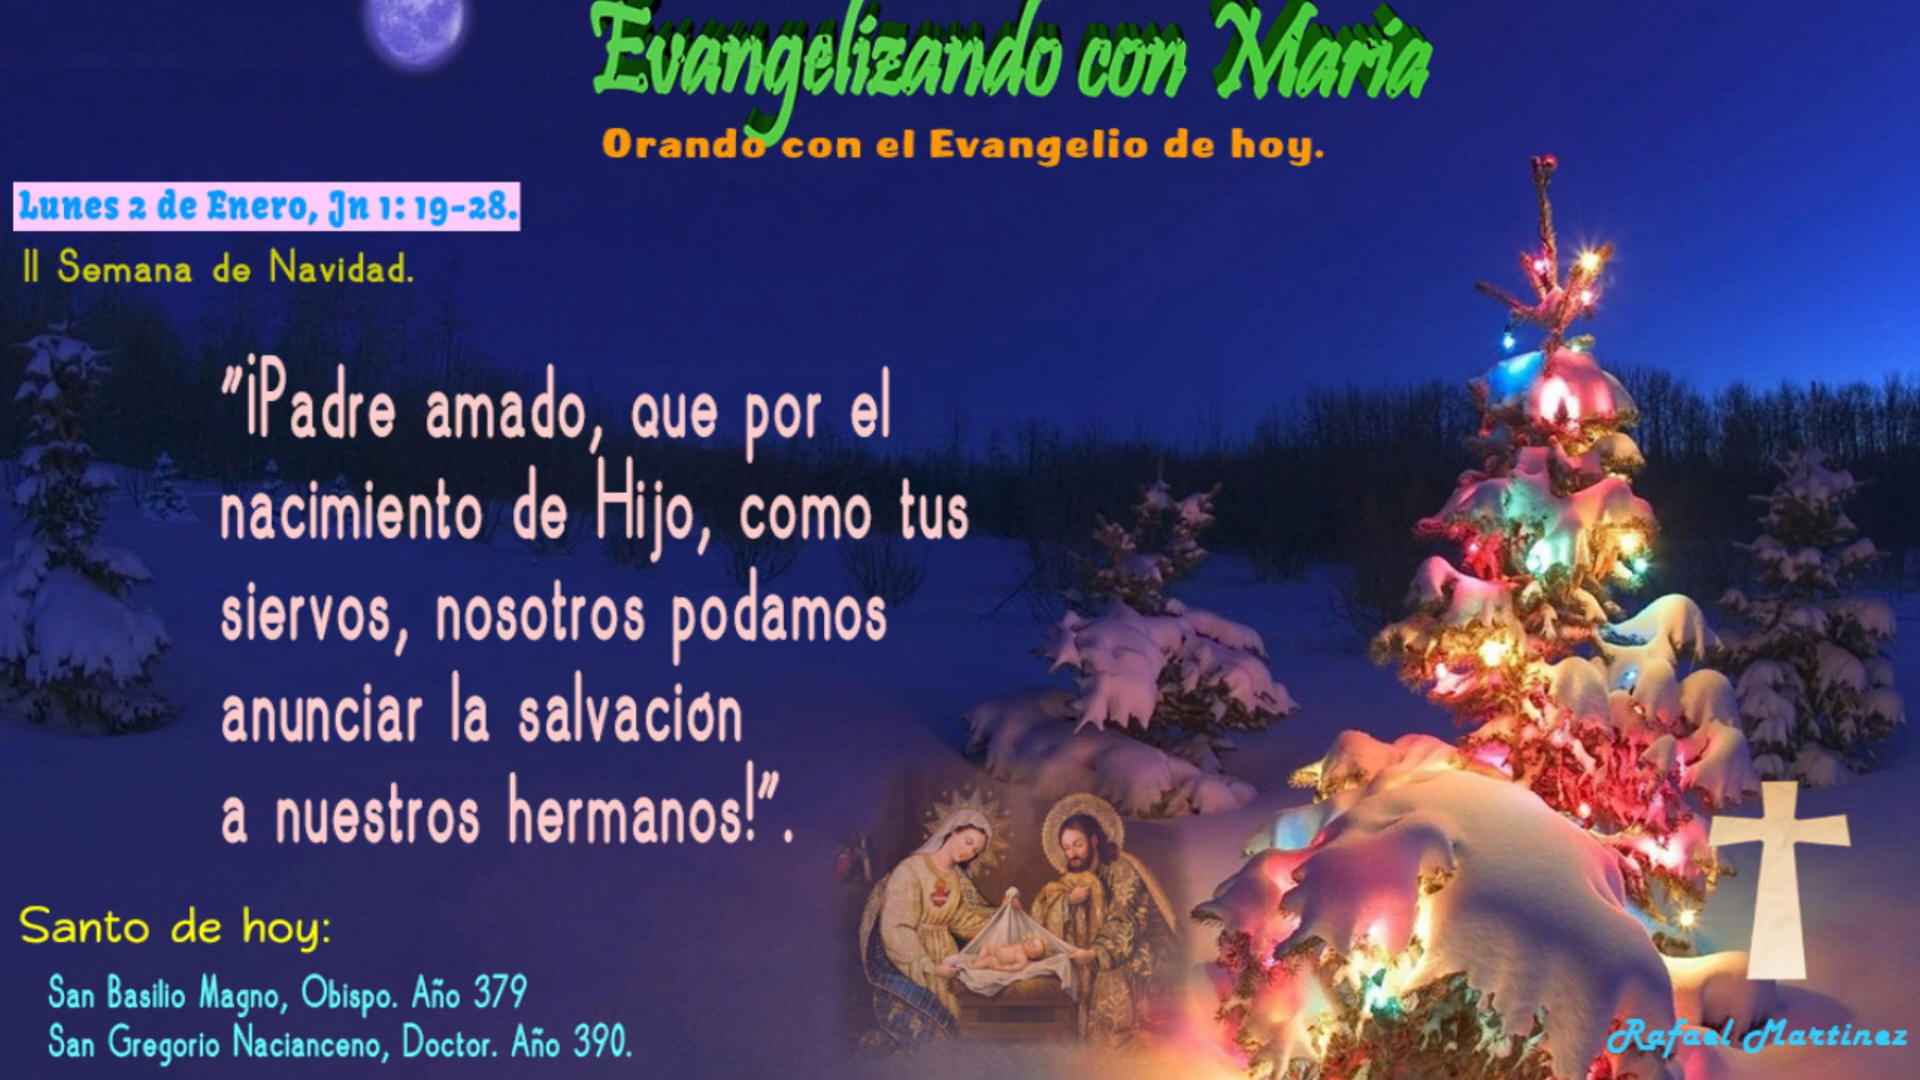 Evangelizando con Maria
Orando con el Evangelio de hoy.
Lunes 2 de Enero, Jn 1: 19-28.
II Semana de Navidad.
"¡Padre amado, que por el
nacimiento de Hijo, como tus
siervos, nosotros podamos
anunciar la salvación
a nuestros hermanos!".
Santo de hoy:
San Basilio Magno, Obispo. Año 379
San Gregorio Nacianceno, Doctor. Año 390.
Rafael Martinez